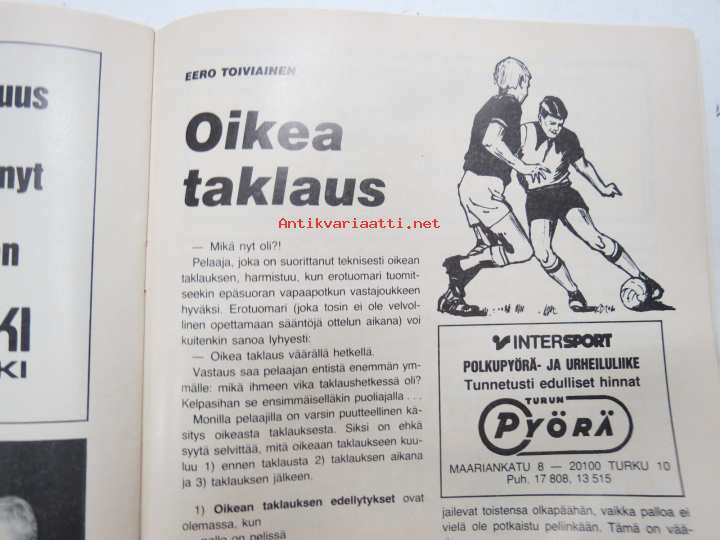 uus
nyt
on
KI
KI
EERO TOIVIAINEN
Oikea
taklaus
Antikvariaatti.net
— Mikä nyt oli?!
Pelaaja, joka on suorittanut teknisesti oikean
taklauksen, harmistuu, kun erotuomari tuomit-
seekin epäsuoran vapaapotkun vastajoukkeen
hyväksi. Erotuomari (joka tosin ei ole velvol-
linen opettamaan sääntöjä ottelun aikana) voi
kuitenkin sanoa lyhyesti:
— Oikea taklaus väärällä hetkellä.
Vastaus saa pelaajan entistä enemmän ym-
mälle: mikä ihmeen vika taklaushetkessä oli?
Kelpasihan se ensimmäiselläkin puoliajalla . . .
Monilla pelaajilla on varsin puutteellinen kä-
sitys oikeasta taklauksesta. Siksi on ehkä
syytä selvittää, mitä oikeaan taklaukseen kuu-
luu 1) ennen taklausta 2) taklauksen aikana
ja 3) taklauksen jälkeen.
1) Oikean taklauksen edellytykset ovat
olemassa, kun
pallo on pelissä
INTERSPORT
POLKUPYÖRÄ- JA URHEILULIIKE
Tunnetusti edulliset hinnat
TURUN
PYÖRÄ
MAARIANKATU 8 — 20100 TURKU 10
Puh. 17 808, 13 515
jailevat toistensa olkapäähän, vaikka palloa ei
vielä ole potkaistu peliinkään. Tämä on vää-